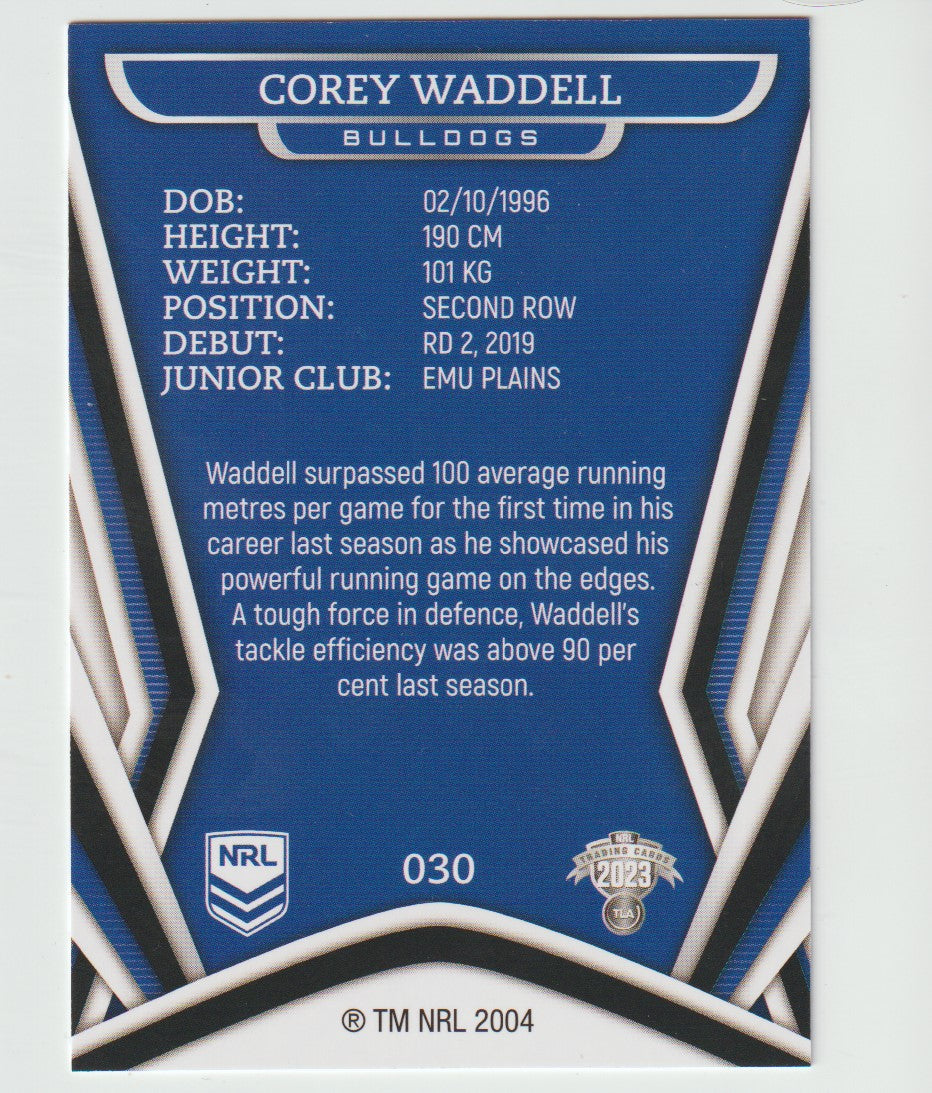 COREY WADDELL
BULLDOGS
DOB: 02/10/1996
HEIGHT: 190 CM
WEIGHT: 101 KG
POSITION: SECOND ROW
DEBUT: RD 2, 2019
JUNIOR CLUB: EMU PLAINS
Waddell surpassed 100 average running
metres per game for the first time in his
career last season as he showcased his
powerful running game on the edges.
A tough force in defence, Waddell's
tackle efficiency was above 90 per
cent last season.
NRL
030
NRL
TRADING CARDS
2023
TLA
® TM NRL 2004